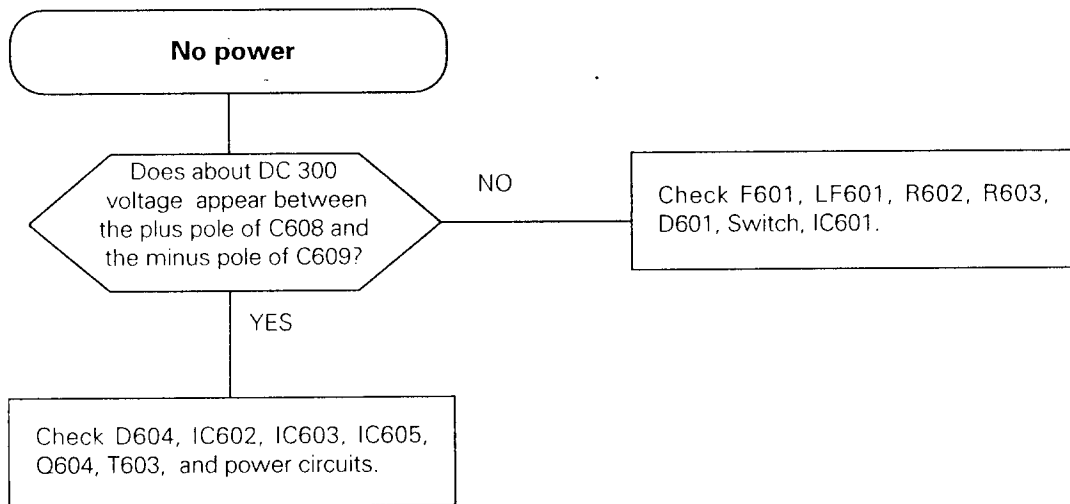 No power
Does about DC 300
voltage appear between
the plus pole of C608 and
the minus pole of C609?
NO
Check F601, LF601, R602, R603,
D601, Switch, IC601.
YES
Check D604, IC602, IC603, IC605,
Q604, T603, and power circuits.